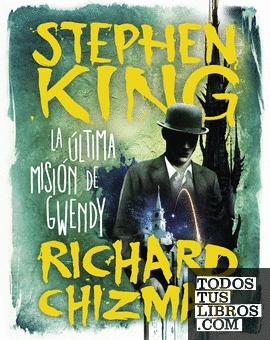 STEPHEN
KING
LA ÚLTIMA
MISIÓN DE
GWENDY
RICHARD
TODOS
TUS
LIBROS
.COM